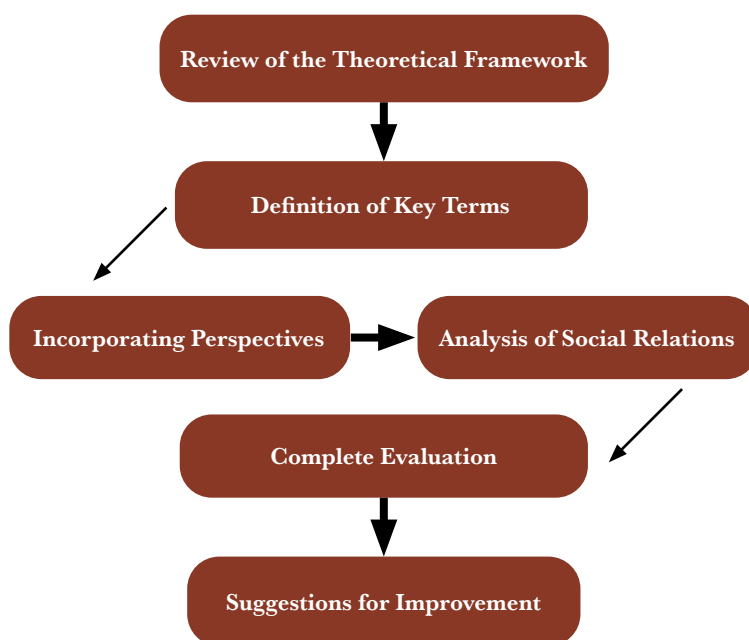 Review of the Theoretical Framework
Definition of Key Terms
Incorporating Perspectives
Analysis of Social Relations
Complete Evaluation
Suggestions for Improvement